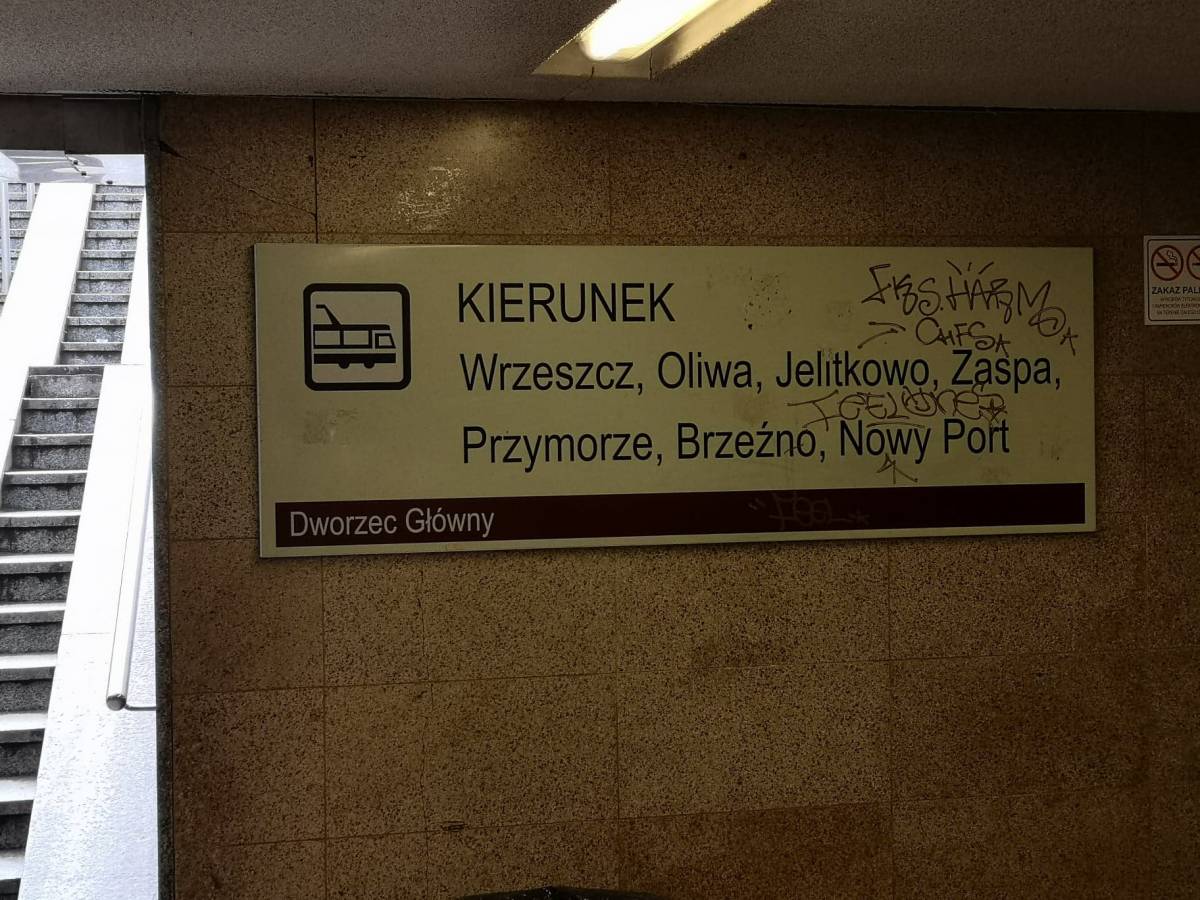 KIERUNEK
Wrzeszcz, Oliwa, Jelitkowo, Zaspa,
Przymorze, Brzeźno, Nowy Port
Dworzec Główny